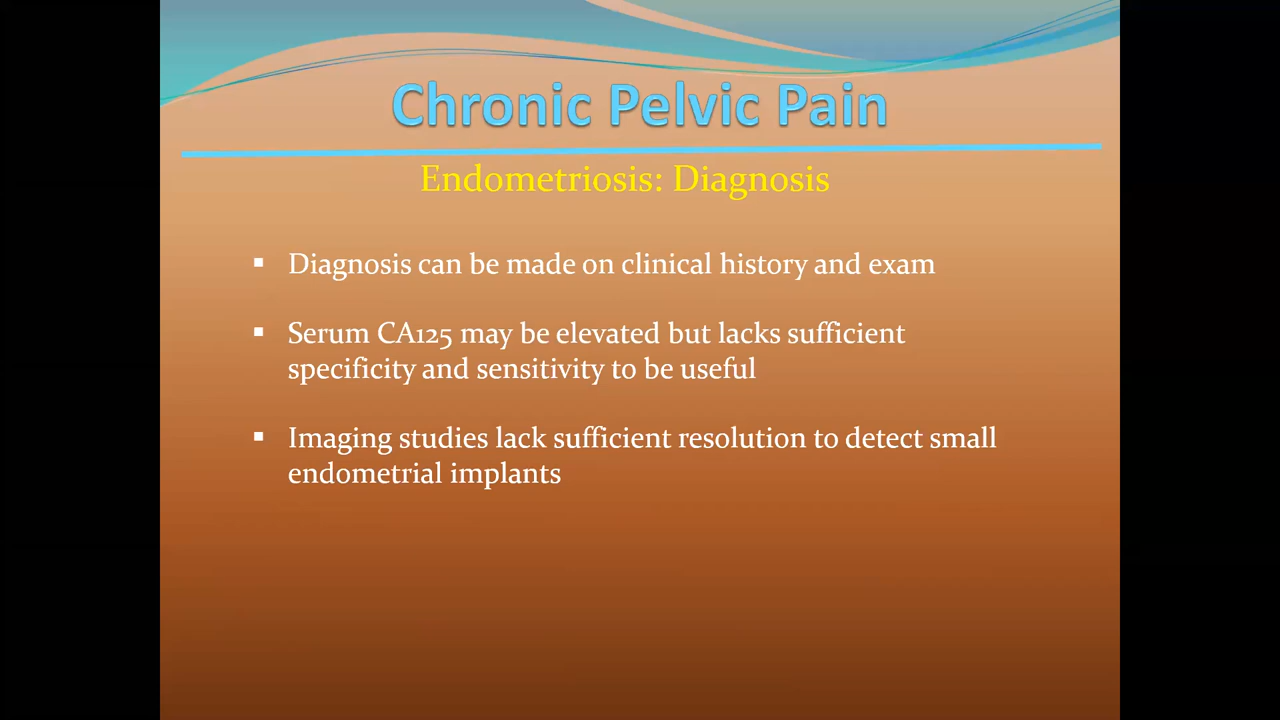 Chronic Pelvic Pain
Endometriosis: Diagnosis
▪ Diagnosis can be made on clinical history and exam
▪ Serum CA125 may be elevated but lacks sufficient
specificity and sensitivity to be useful
▪ Imaging studies lack sufficient resolution to detect small
endometrial implants